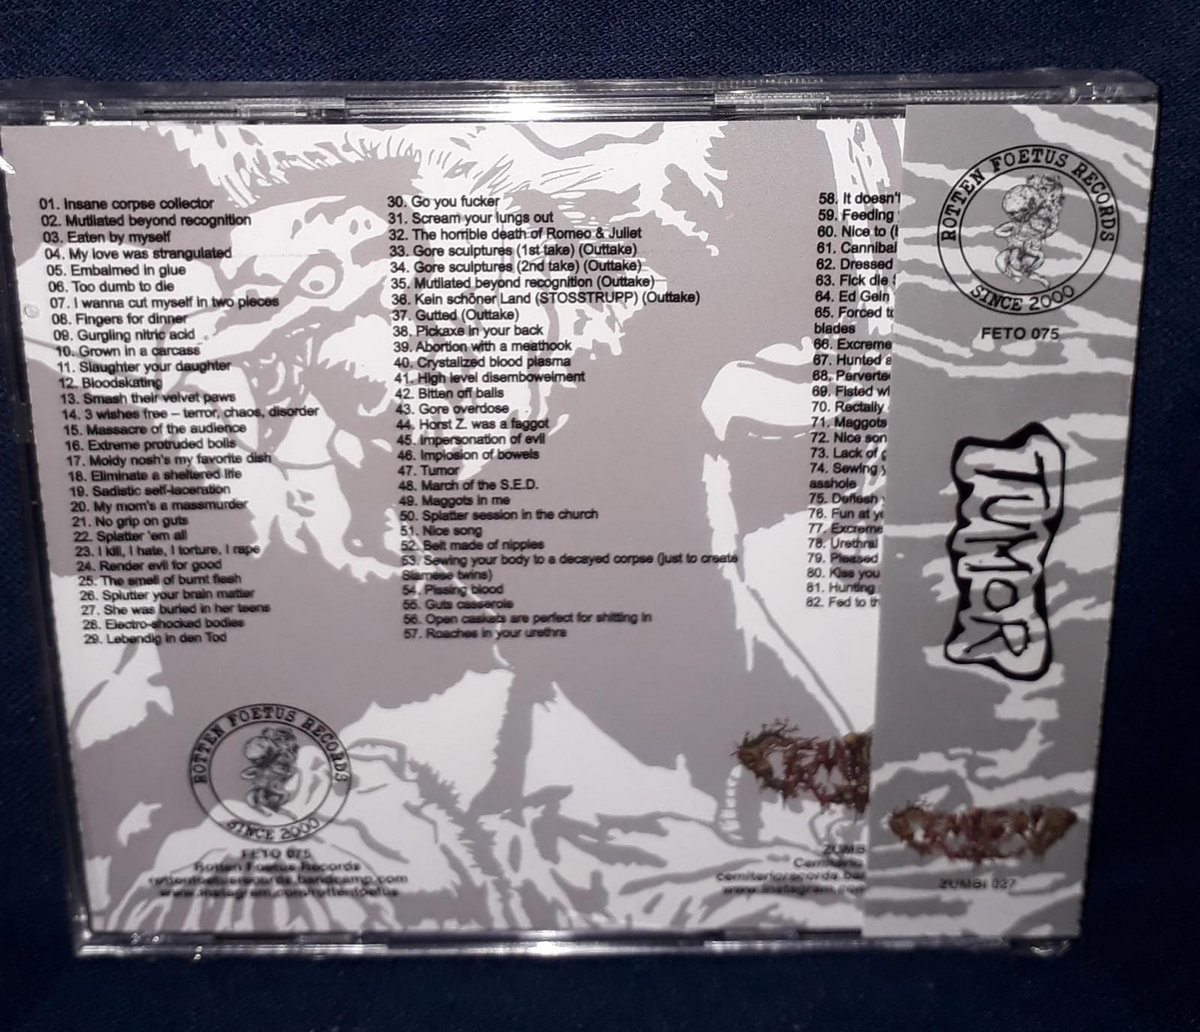 01. Insane corpse collector
02. Mutliated beyond recognition
03. Eaten by myself
04. My love was strangulated
05. Embalmed in glue
06. Too dumb to die
07. I wanna cut myself in two pieces
08. Fingers for dinner
09. Gurgling nitric acid
10. Grown in a carcass
11. Slaughter your daughter
12. Bloodskating
13. Smash their velvet paws
14. 3 wishes free – terror, chaos, disorder
15. Massacre of the audience
16. Extreme protruded boils
17. Moldy nosh's my favorite dish
18. Eliminate a sheltered life
19. Sadistic self-laceration
20. My mom's a massmurder
21. No grip on guts
22. Splatter 'em all
23. I kill, I hate, I torture, I rape
24. Render evil for good
25. The smell of burnt flesh
26. Splutter your brain matter
27. She was buried in her teens
28. Electro-shocked bodies
29. Lebendig in den Tod
30. Go you fucker
31. Scream your lungs out
32. The horrible death of Romeo & Juliet
33. Gore sculptures (1st take) (Outtake)
34. Gore sculptures (2nd take) (Outtake)
35. Mutliated beyond recognition (Outtake)
36. Kein schöner Land (STOSSTRUPP) (Outtake)
37. Gutted (Outtake)
38. Pickaxe in your back
39. Abortion with a meathook
40. Crystalized blood plasma
41. High level disembowelment
42. Bitten off balls
43. Gore overdose
44. Horst Z. was a faggot
45. Impersonation of evil
46. Implosion of bowels
47. Tumor
48. March of the S.E.D.
49. Maggots in me
50. Splatter session in the church
51. Nice song
52. Belt made of nipples
53. Sewing your body to a decayed corpse (just to create
Siamese twins)
54. Pissing blood
55. Guts casserole
56. Open caskets are perfect for shitting in
57. Roaches in your urethra
58. It doesn't
59. Feeding
60. Nice to
61. Cannibal
62. Dressed
63. Fick die
64. Ed Gein
65. Forced
blades
66. Excreme
67. Hunted
68. Perverte
69. Fisted
70. Rectally
71. Maggots
72. Nice son
73. Lack of
74. Sewing
asshole
75. Deflesh
76. Fun at
77. Excreme
78. Urethral
79. Pleased
80. Kiss you
81. Hunting
82. Fed to
ROTTEN FOETUS RECORDS
SINCE 2000
FETO 075
Rotten Foetus Records
rottenfoetusrecords.bandcamp.com
www.instagram.com/rottenfoetus
ZUMB
Cemiterio
cemiteriorecords.ba
www.instagram.com
ROTTEN FOETUS RECORDS
SINCE 2000
FETO 075
TUMOR
ZUMBI 027